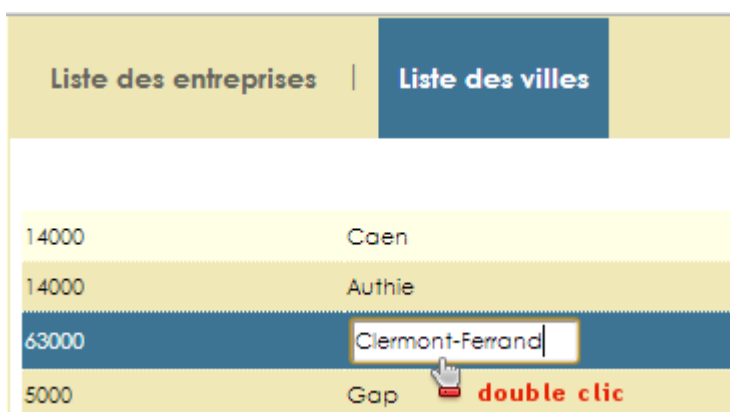 Liste des entreprises | Liste des villes
14000 Caen
14000 Authie
63000 Clermont-Ferrand
5000 Gap double clic